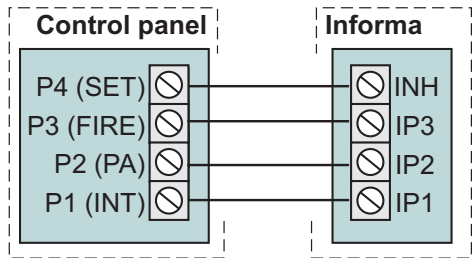 Control panel
Informa
P4 (SET)
P3 (FIRE)
P2 (PA)
P1 (INT)
INH
IP3
IP2
IP1